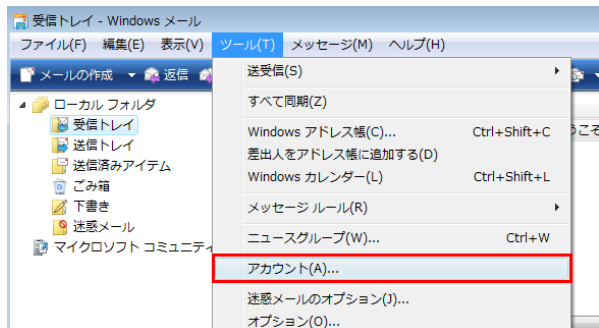 受信トレイ - Windows メール
ファイル(F) 編集(E) 表示(V) ツール(T) メッセージ(M) ヘルプ(H)
メールの作成 返信
送受信(S)
すべて同期(Z)
Windows アドレス帳(C)... Ctrl+Shift+C
差出人をアドレス帳に追加する(D)
Windows カレンダー(L) Ctrl+Shift+L
メッセージ ルール(R)
ニュースグループ(W)... Ctrl+W
アカウント(A)...
迷惑メールのオプション(J)...
オプション(O)...
ローカル フォルダ
受信トレイ
送信トレイ
送信済みアイテム
ごみ箱
下書き
迷惑メール
マイクロソフト コミュニティ
うこそ